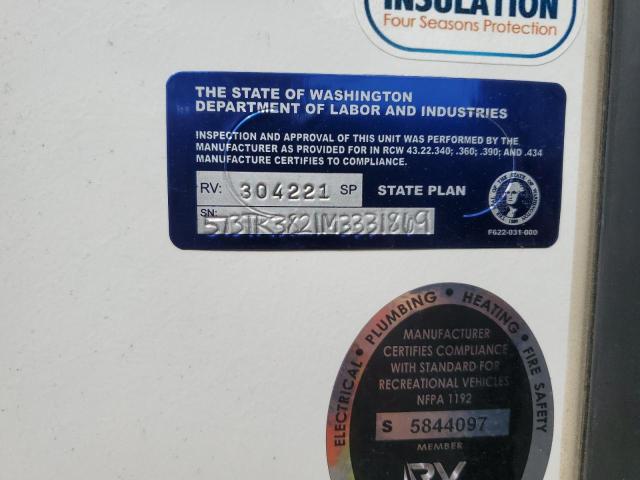 INSULATION
Four Seasons Protection
THE STATE OF WASHINGTON
DEPARTMENT OF LABOR AND INDUSTRIES
INSPECTION AND APPROVAL OF THIS UNIT WAS PERFORMED BY THE
MANUFACTURER AS PROVIDED FOR IN RCW 43.22.340; .360; .390; AND .434
MANUFACTURE CERTIFIES TO COMPLIANCE.
RV: 304221 SP STATE PLAN
SN: 573TR3821M3331869
F622-031-000
ELECTRICAL • PLUMBING • HEATING • FIRE SAFETY
MANUFACTURER
CERTIFIES COMPLIANCE
WITH STANDARD FOR
RECREATIONAL VEHICLES
NFPA 1192
S 5844097
MEMBER
RV